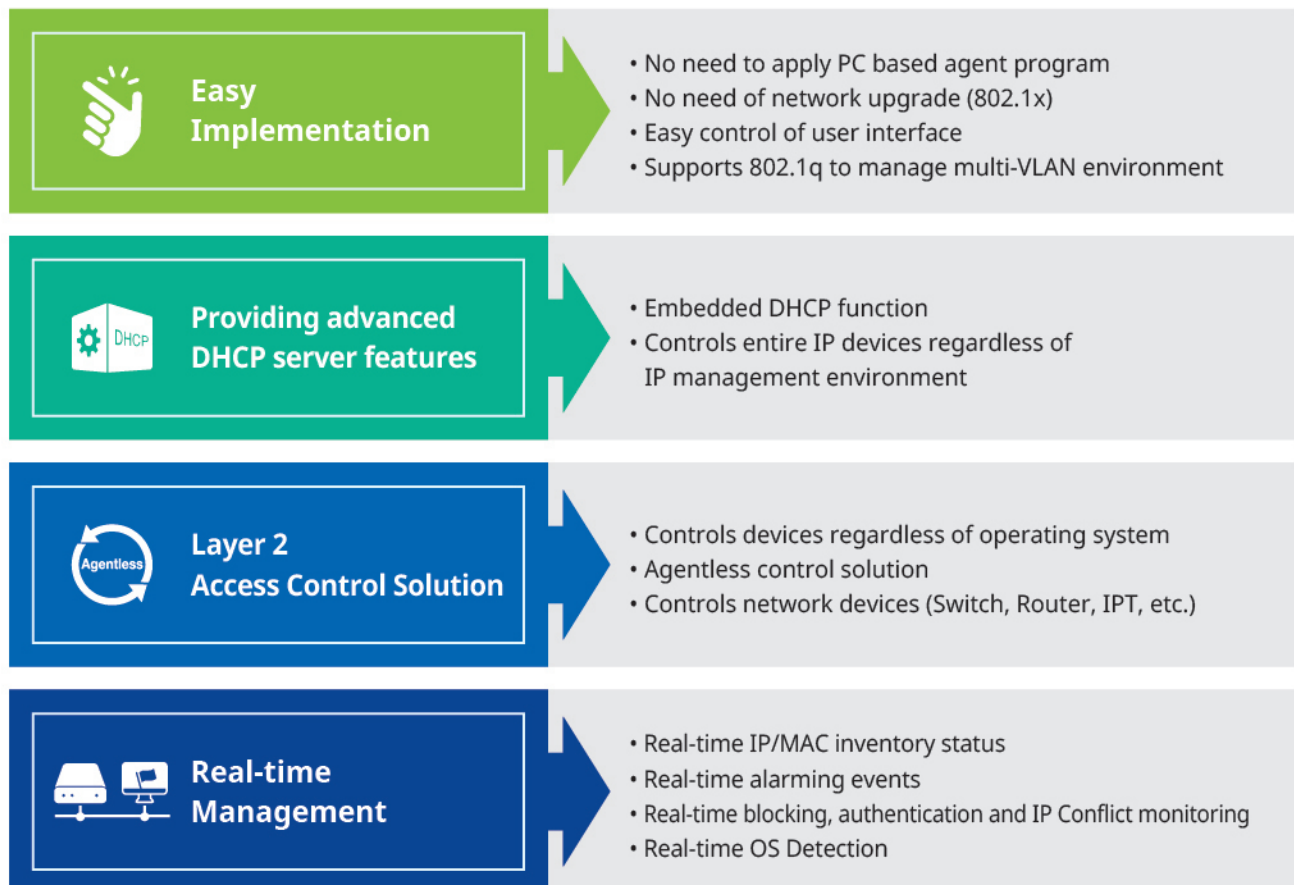 Easy
Implementation
• No need to apply PC based agent program
• No need of network upgrade (802.1x)
• Easy control of user interface
• Supports 802.1q to manage multi-VLAN environment
DHCP
Providing advanced
DHCP server features
• Embedded DHCP function
• Controls entire IP devices regardless of
IP management environment
Agentless
Layer 2
Access Control Solution
• Controls devices regardless of operating system
• Agentless control solution
• Controls network devices (Switch, Router, IPT, etc.)
Real-time
Management
• Real-time IP/MAC inventory status
• Real-time alarming events
• Real-time blocking, authentication and IP Conflict monitoring
• Real-time OS Detection